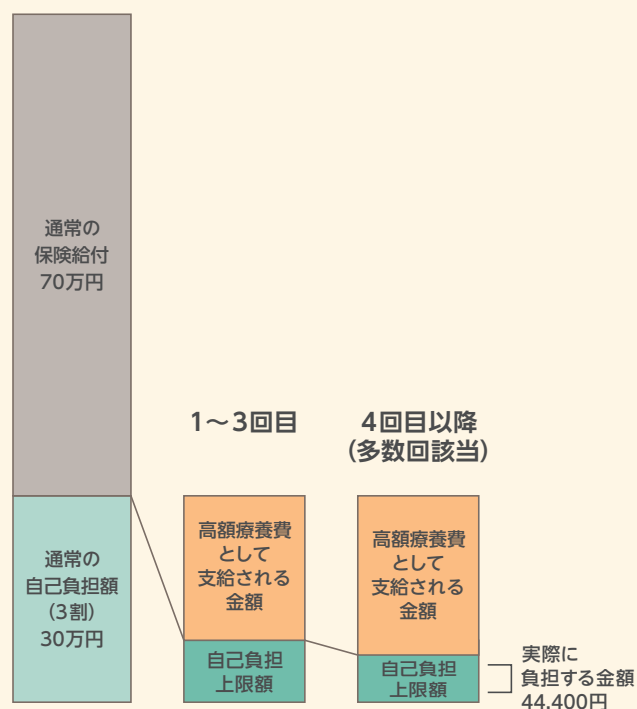 通常の
保険給付
70万円
通常の
自己負担額
(3割)
30万円
1〜3回目
高額療養費
として
支給される
金額
自己負担
上限額
4回目以降
(多数回該当)
高額療養費
として
支給される
金額
自己負担
上限額
実際に
負担する金額
44,400円